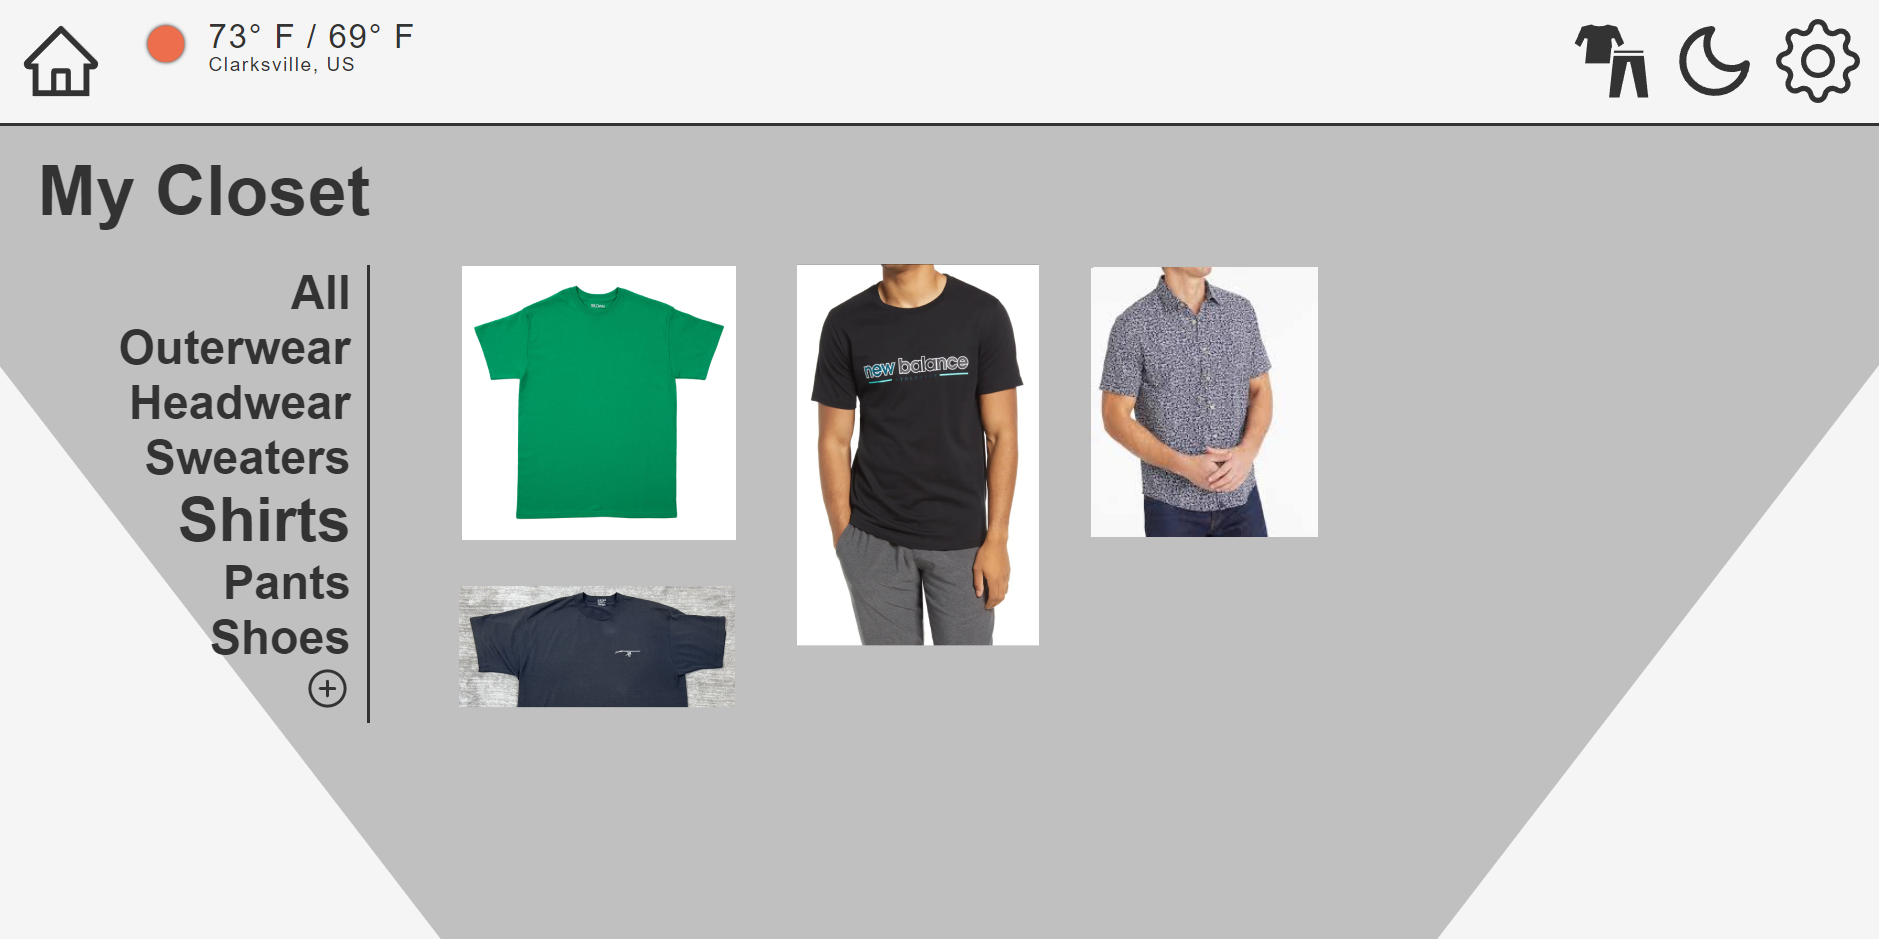 73° F / 69° F
Clarksville, US
My Closet
All
Outerwear
Headwear
Sweaters
Shirts
Pants
Shoes
new balance